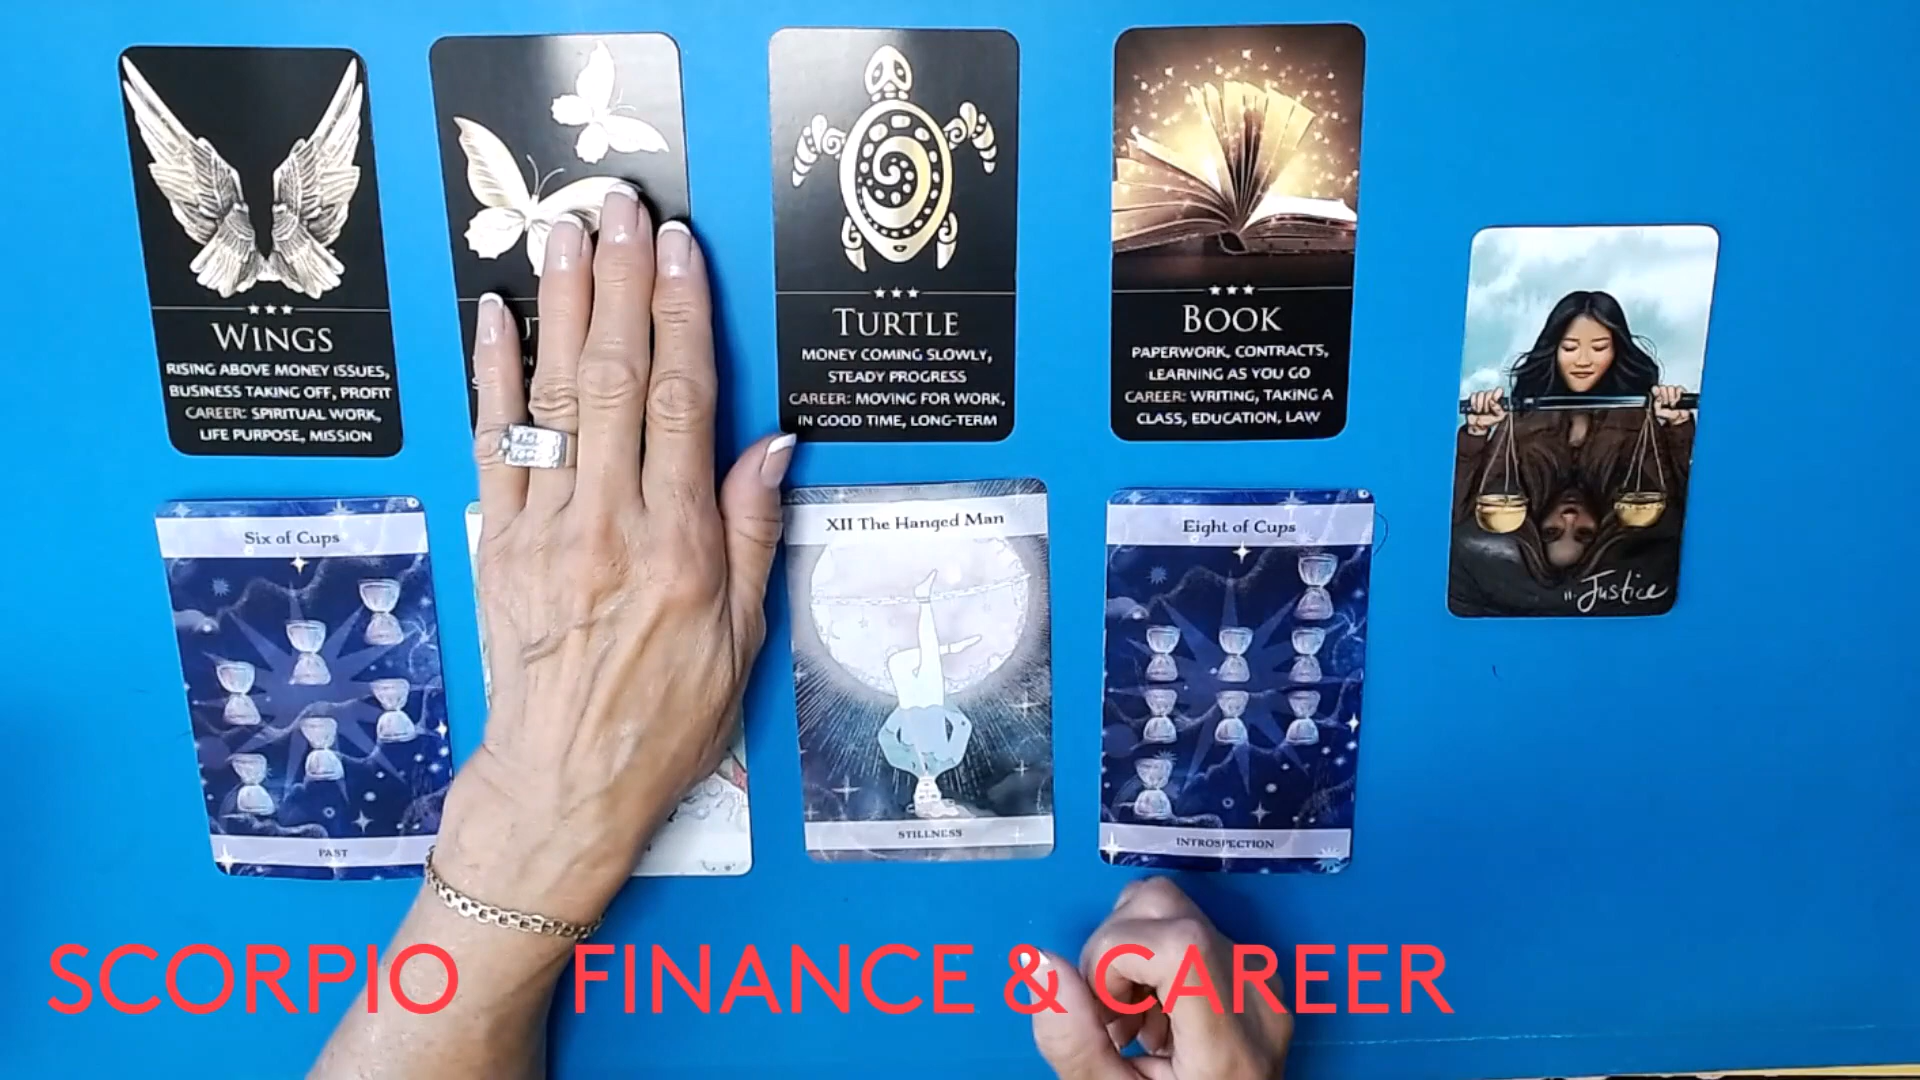 WINGS
RISING ABOVE MONEY ISSUES,
BUSINESS TAKING OFF, PROFIT
CAREER: SPIRITUAL WORK,
LIFE PURPOSE, MISSION
TURTLE
MONEY COMING SLOWLY,
STEADY PROGRESS
CAREER: MOVING FOR WORK,
IN GOOD TIME, LONG-TERM
BOOK
PAPERWORK, CONTRACTS,
LEARNING AS YOU GO
CAREER: WRITING, TAKING A
CLASS, EDUCATION, LAW
Justice
Six of Cups
PAST
XII The Hanged Man
STILLNESS
Eight of Cups
INTROSPECTION
SCORPIO FINANCE & CAREER